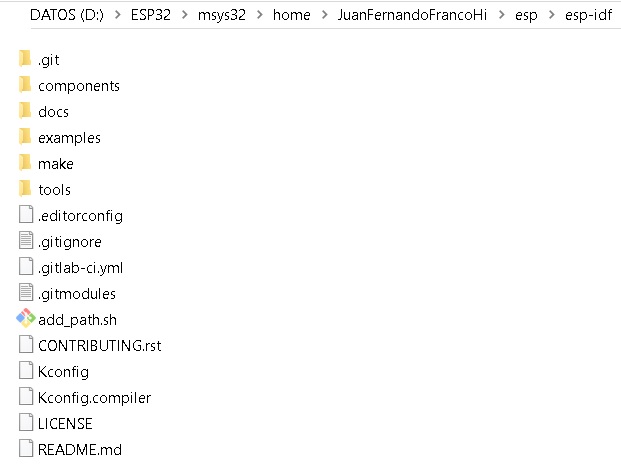 DATOS (D:) > ESP32 > msys32 > home > JuanFernandoFrancoHi > esp > esp-idf
.git
components
docs
examples
make
tools
.editorconfig
.gitignore
.gitlab-ci.yml
.gitmodules
add_path.sh
CONTRIBUTING.rst
Kconfig
Kconfig.compiler
LICENSE
README.md